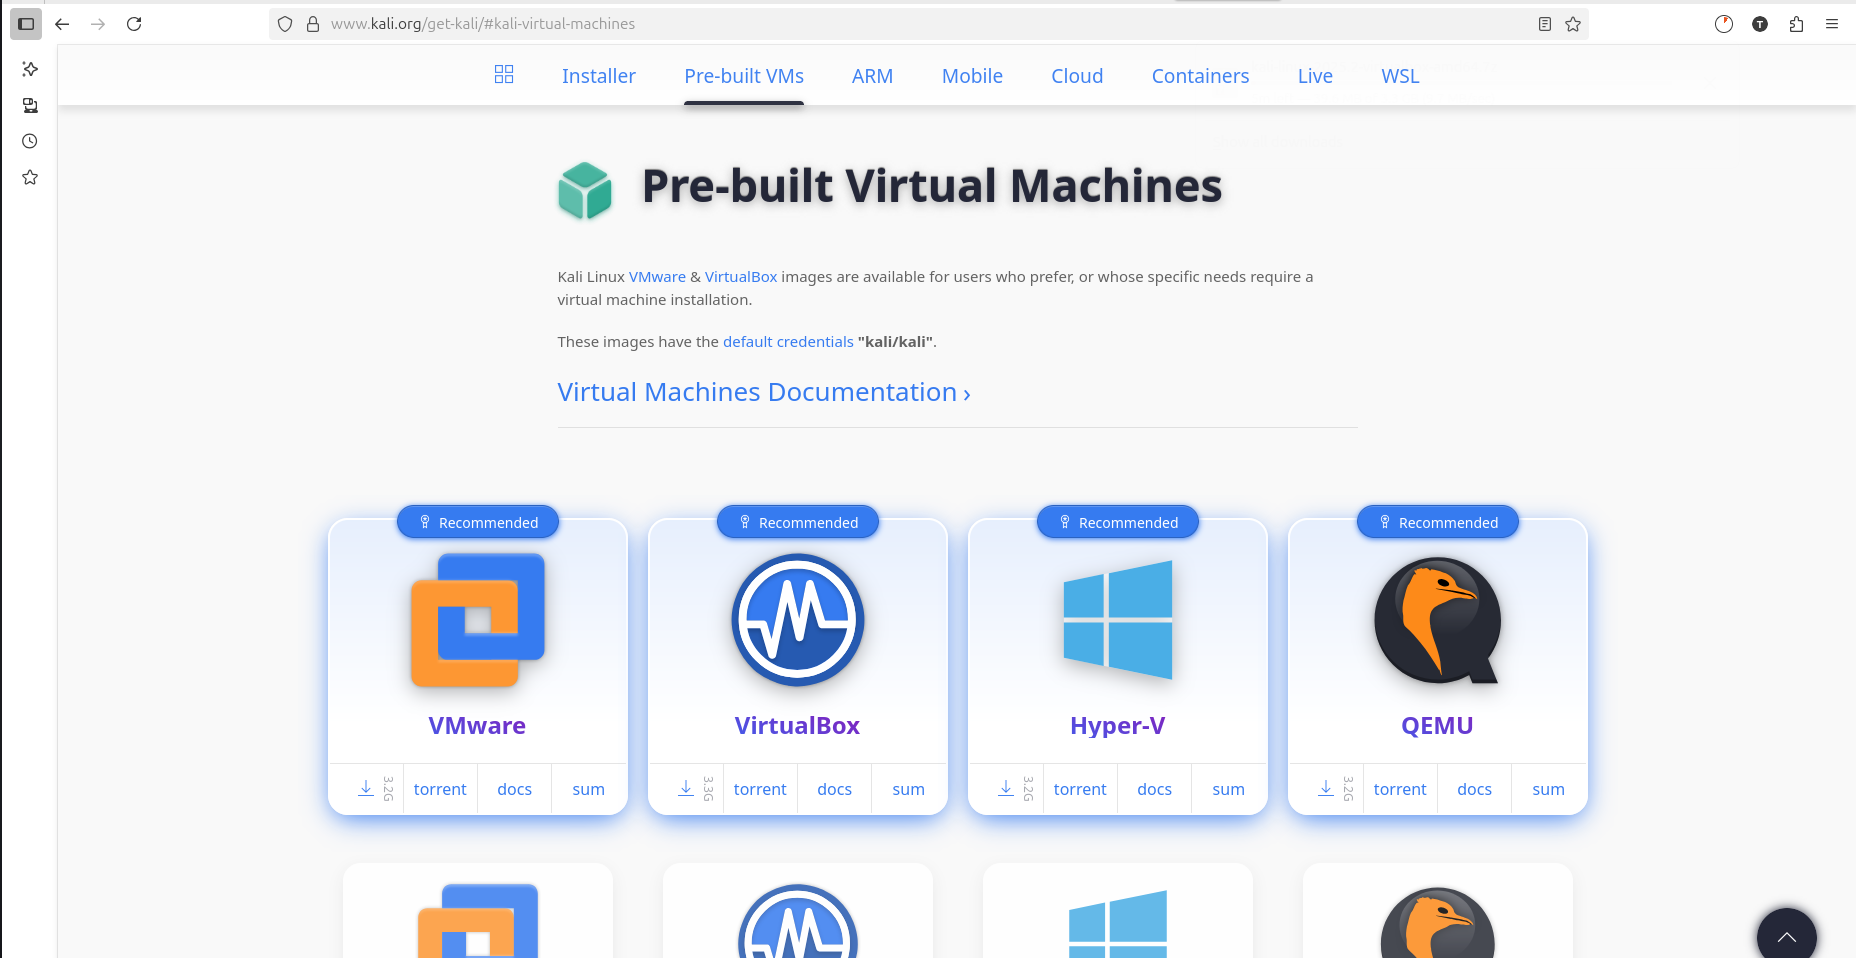 www.kali.org/get-kali/#kali-virtual-machines
T
Installer
Pre-built VMs
ARM
Mobile
Cloud
Containers
Live
WSL
Pre-built Virtual Machines
Kali Linux VMware & VirtualBox images are available for users who prefer, or whose specific needs require a
virtual machine installation.
These images have the default credentials "kali/kali".
Virtual Machines Documentation ›
Recommended
VMware
3.2G
torrent
docs
sum
Recommended
VirtualBox
3.3G
torrent
docs
sum
Recommended
Hyper-V
3.2G
torrent
docs
sum
Recommended
QEMU
3.2G
torrent
docs
sum